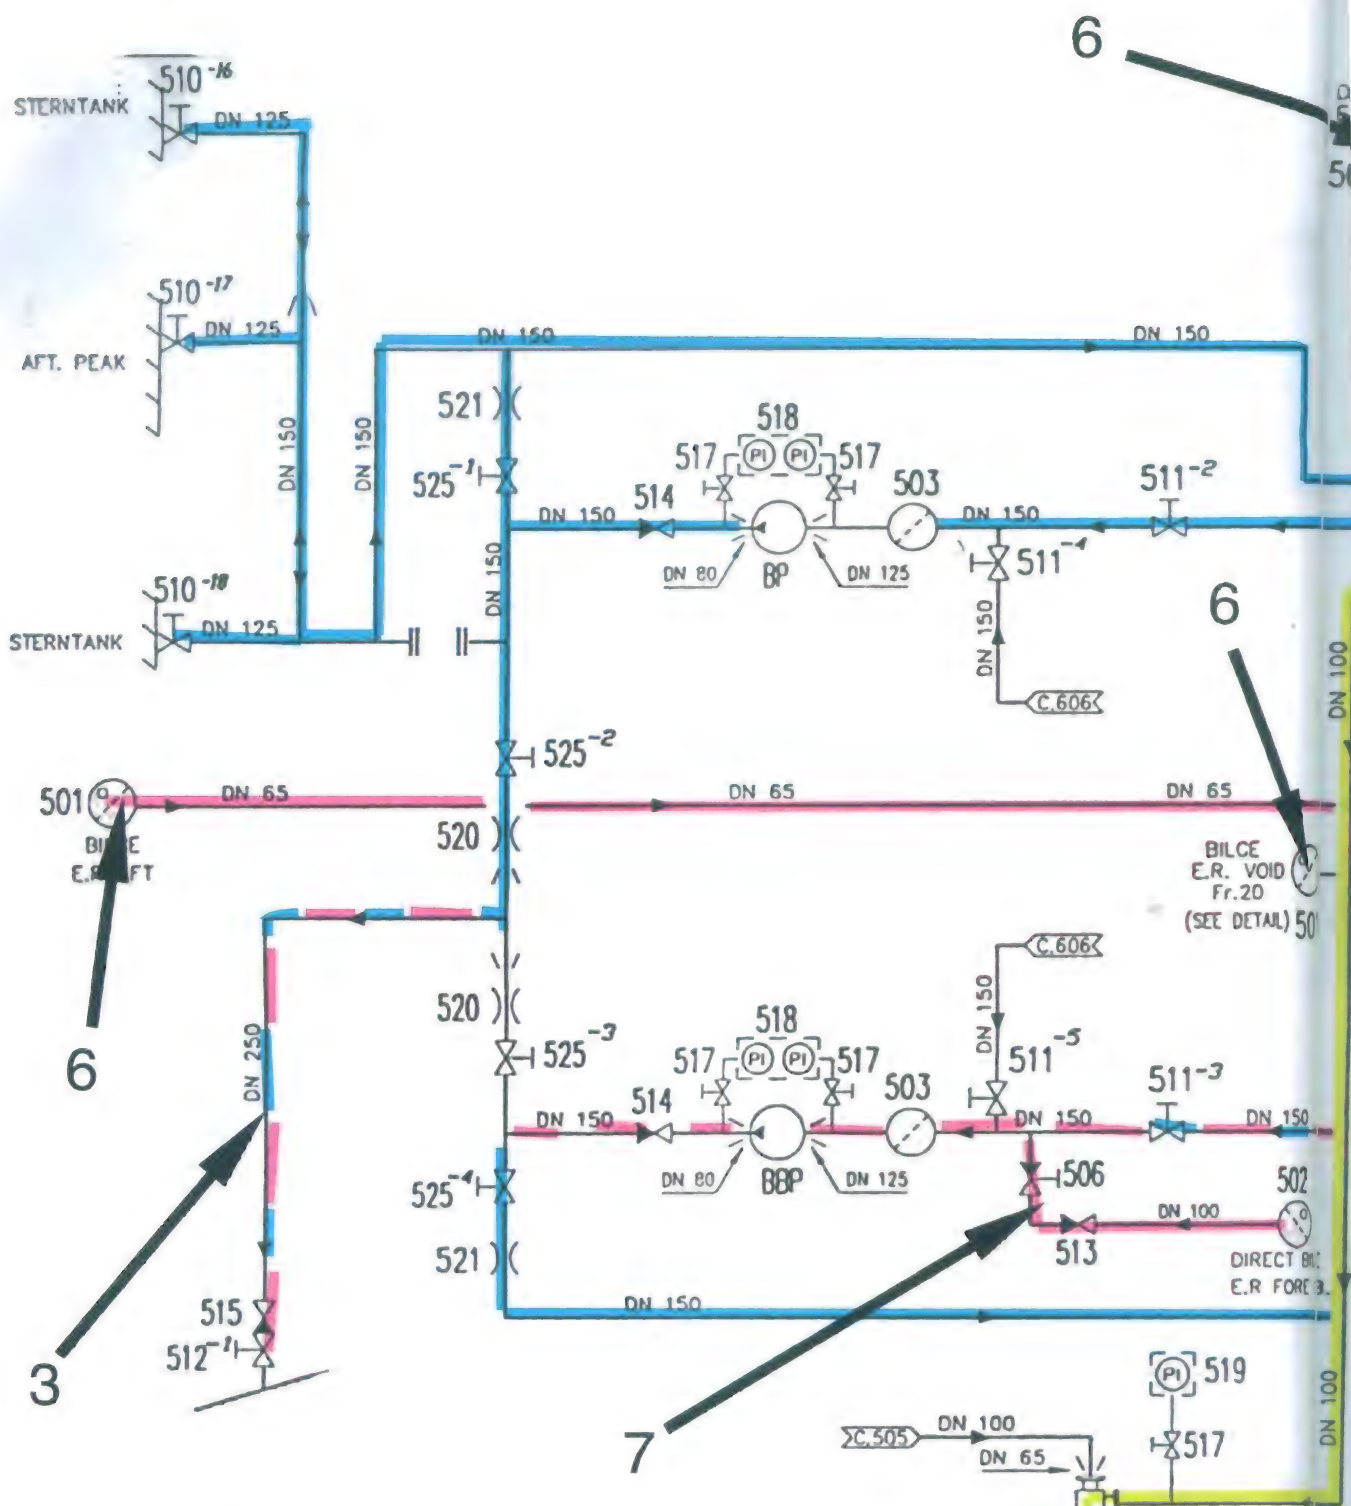 6
510-16
STERNTANK
DN 125
510-17
DN 125
AFT. PEAK
DN 150
DN 150
DN 150
DN 150
521
518
517
PI
PI
517
525-1
514
503
511-2
DN 150
DN 150
DN 80
BP
DN 125
511-4
DN 150
DN 150
510-18
STERNTANK
DN 125
C.606
6
DN 100
525-2
501
DN 65
DN 65
DN 65
520
BILGE
E.R. VOID
Fr.20
(SEE DETAIL)
C.606
520
DN 150
518
525-3
517
PI
PI
517
511-5
DN 250
6
514
503
511-3
DN 150
DN 150
DN 150
DN 80
BBP
DN 125
506
502
525-4
DN 100
513
DIRECT
521
E.R FORE
DN 150
515
512-1
3
PI
519
DN 100
C.505
DN 100
517
7
DN 65